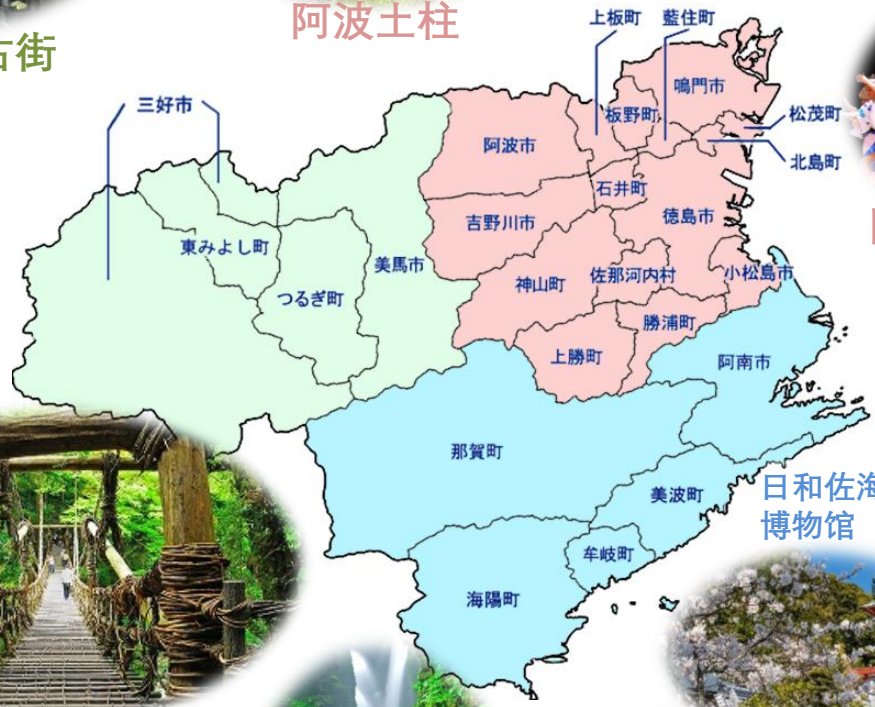 阿波土柱
古街
上板町
藍住町
鳴門市
板野町
三好市
松茂町
阿波市
北島町
石井町
吉野川市
徳島市
東みよし町
美馬市
神山町
佐那河内村
小松島市
つるぎ町
勝浦町
上勝町
阿南市
那賀町
美波町
日和佐海
博物馆
牟岐町
海陽町